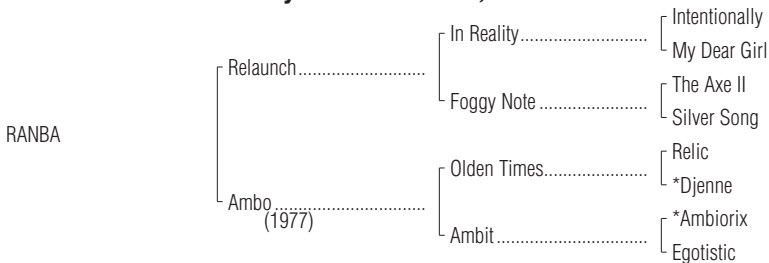 Intentionally
In Reality..............................
My Dear Girl
Relaunch..............................
The Axe II
Foggy Note.........................
Silver Song
RANBA
Relic
Olden Times........................
*Djenne
Ambo...................................
(1977)
*Ambiorix
Ambit....................................
Egotistic